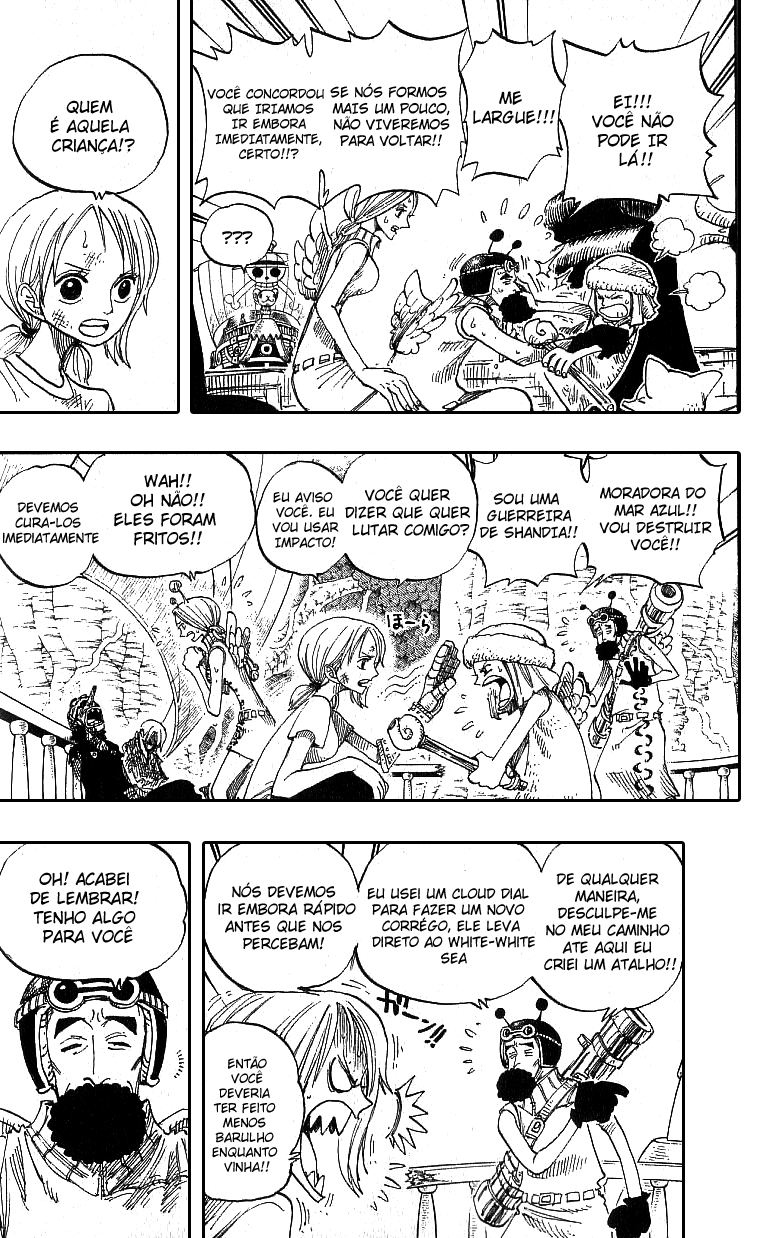 EI!!!
VOCÊ NÃO
PODE IR
LÁ!!
ME
LARGUE!!!
SE NÓS FORMOS
MAIS UM POUCO,
NÃO VIVEREMOS
PARA VOLTAR!!
VOCÊ CONCORDOU
QUE IRIAMOS
IR EMBORA
IMEDIATAMENTE,
CERTO!!?
???
QUEM
É AQUELA
CRIANÇA!?
MORADORA DO
MAR AZUL!!
VOU DESTRUIR
VOCÊ!!
SOU UMA
GUERREIRA
DE SHANDIA!!
VOCÊ QUER
DIZER QUE QUER
LUTAR COMIGO?
EU AVISO
VOCÊ. EU
VOU USAR
IMPACTO!
ほーら
WAH!!
OH NÃO!!
ELES FORAM
FRITOS!!
DEVEMOS
CURA-LOS
IMEDIATAMENTE
DE QUALQUER
MANEIRA,
DESCULPE-ME
NO MEU CAMINHO
ATE AQUI EU
CRIEI UM ATALHO!!
EU USEI UM CLOUD DIAL
PARA FAZER UM NOVO
CORRÉGO, ELE LEVA
DIRETO AO WHITE-WHITE
SEA
NÓS DEVEMOS
IR EMBORA RÁPIDO
ANTES QUE NOS
PERCEBAM!
ガーン!!
ENTÃO
VOCÊ
DEVERIA
TER FEITO
MENOS
BARULHO
ENQUANTO
VINHA!!
OH! ACABEI
DE LEMBRAR!
TENHO ALGO
PARA VOCÊ